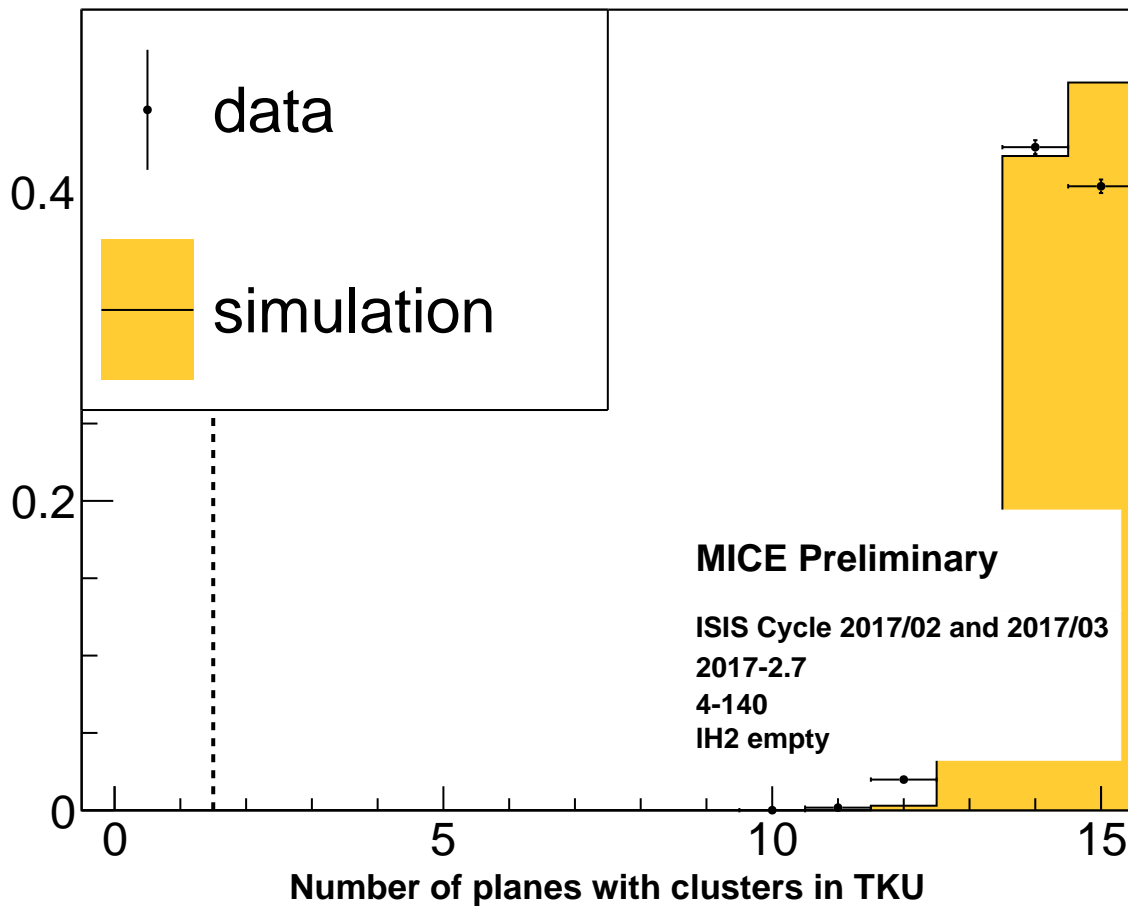 data
simulation
0.4
0.2
0
MICE Preliminary
ISIS Cycle 2017/02 and 2017/03
2017-2.7
4-140
IH2 empty
0 5 10 15
Number of planes with clusters in TKU